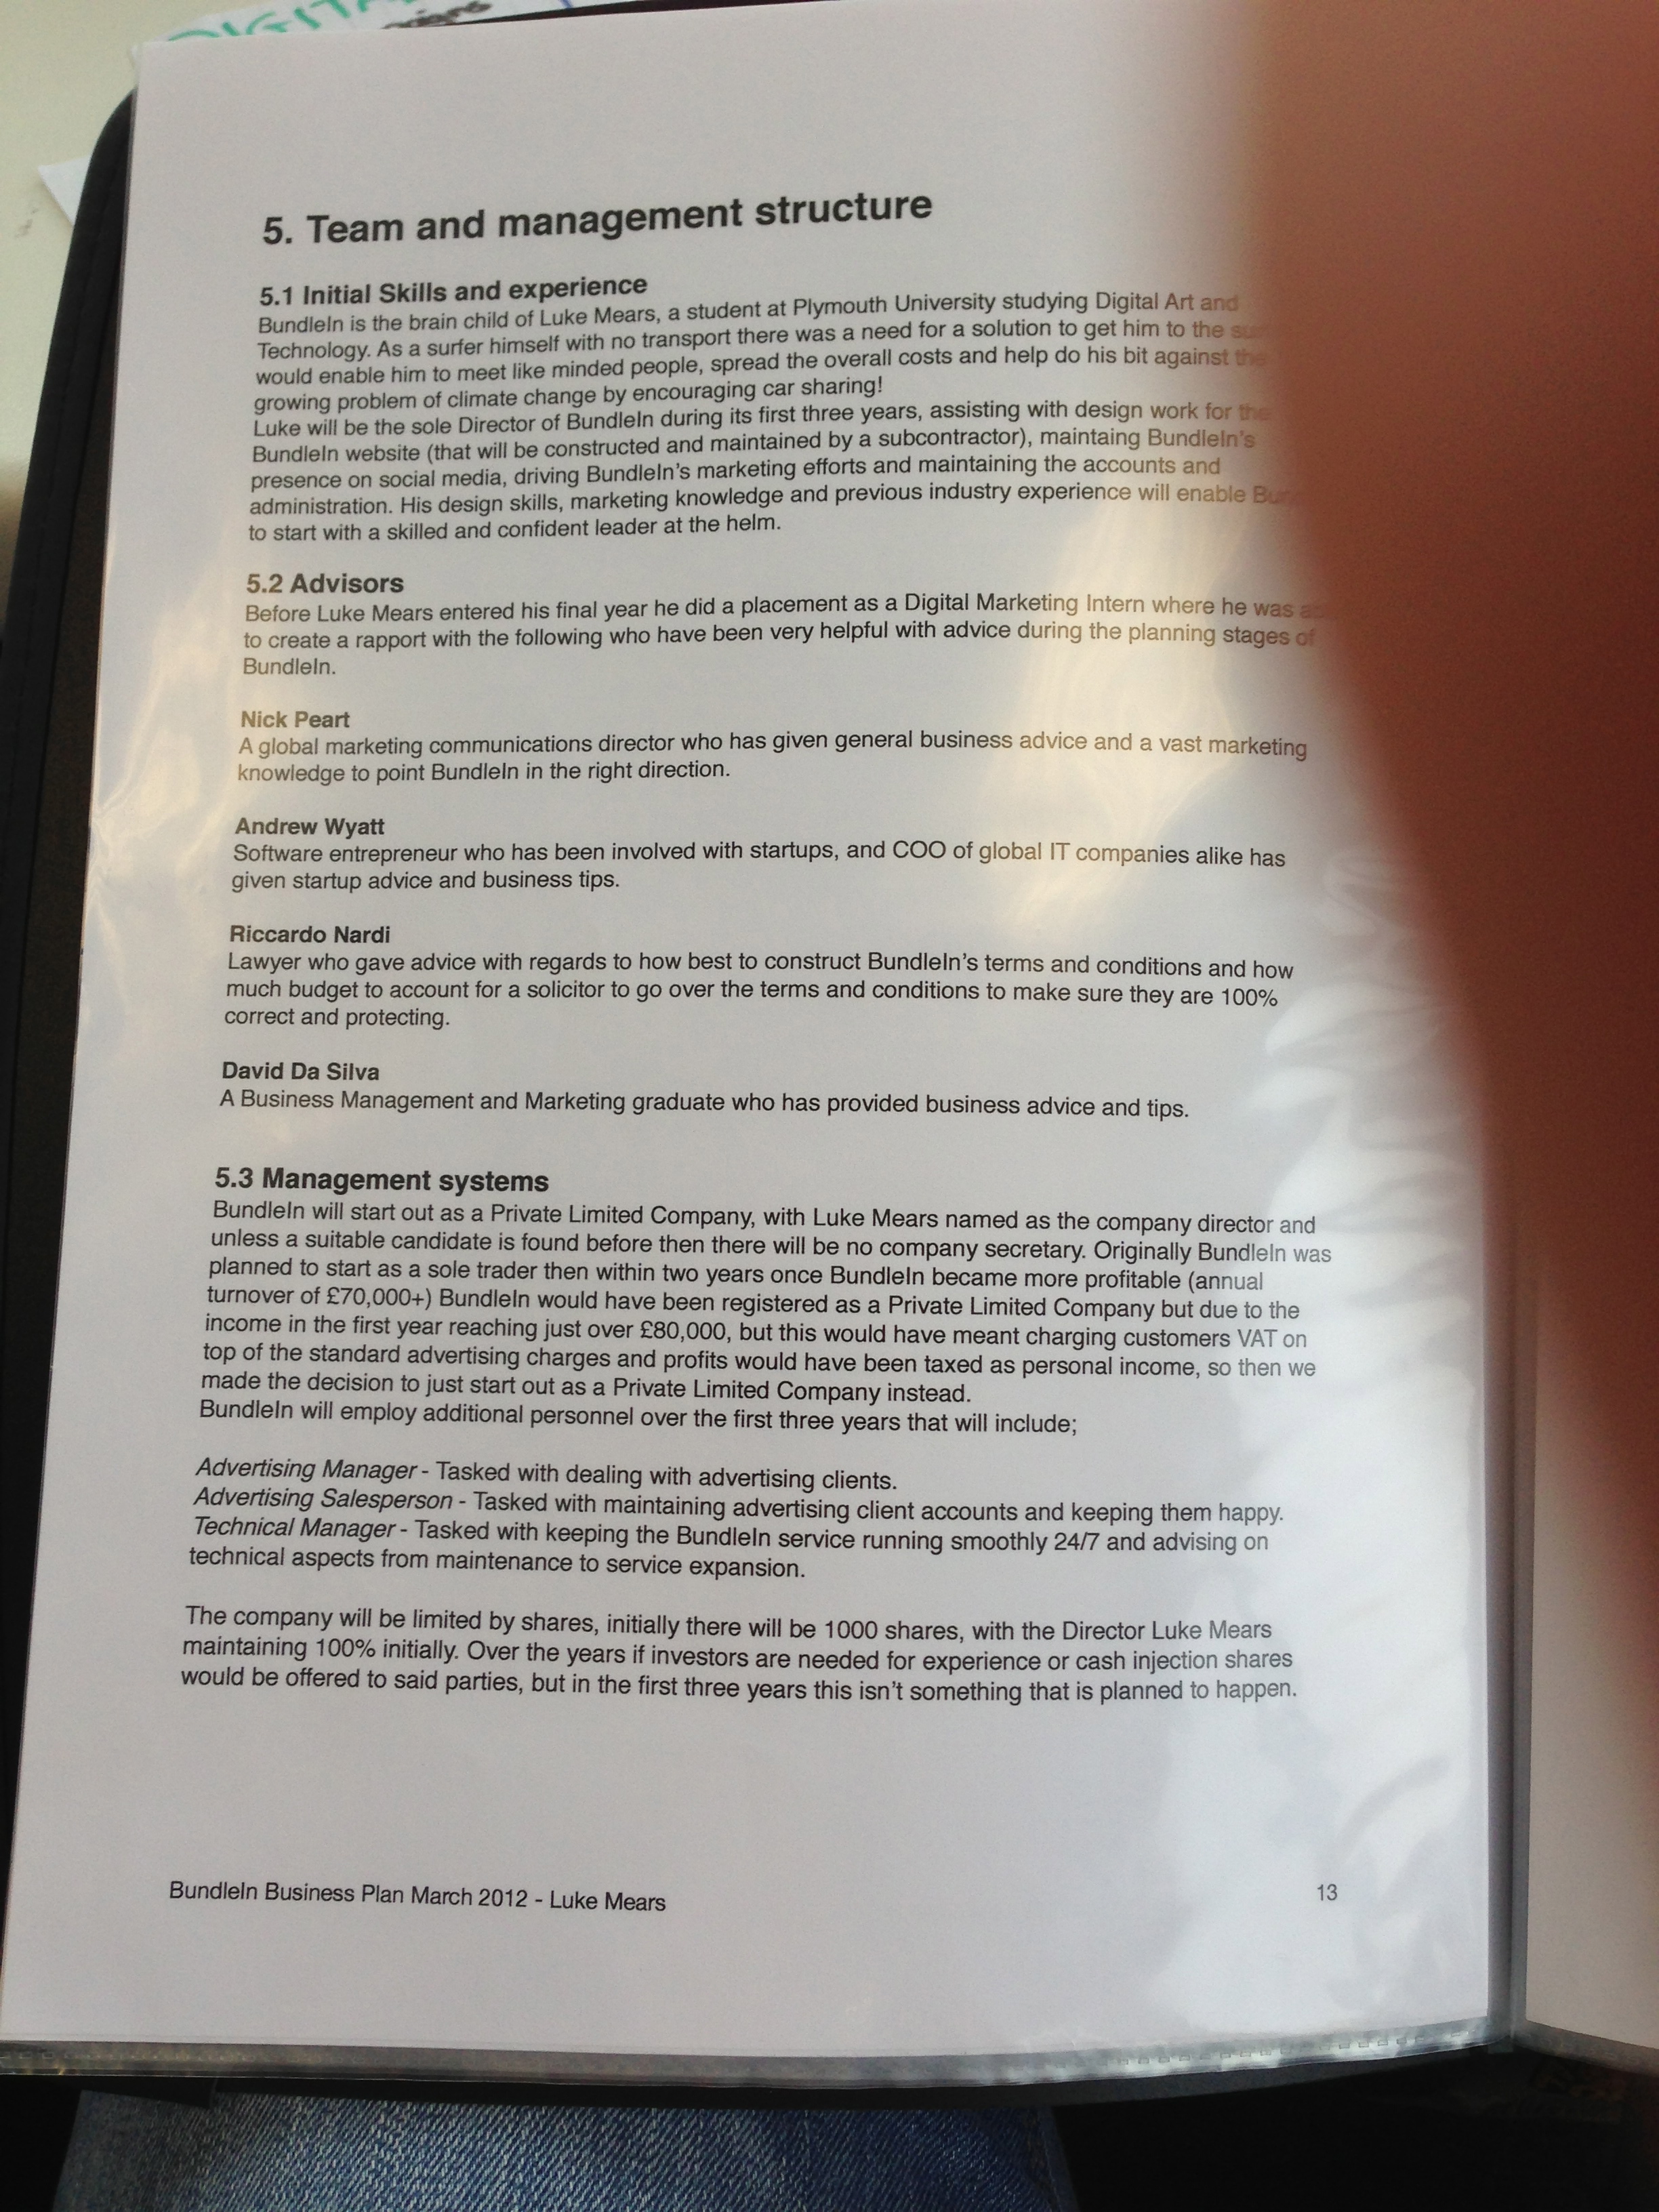 DIGITAL
5. Team and management structure
5.1 Initial Skills and experience
BundleIn is the brain child of Luke Mears, a student at Plymouth University studying Digital Art and
Technology. As a surfer himself with no transport there was a need for a solution to get him to the
would enable him to meet like minded people, spread the overall costs and help do his bit against the
growing problem of climate change by encouraging car sharing!
Luke will be the sole Director of BundleIn during its first three years, assisting with design work for the
BundleIn website (that will be constructed and maintained by a subcontractor), maintaing BundleIn's
presence on social media, driving BundleIn's marketing efforts and maintaining the accounts and
administration. His design skills, marketing knowledge and previous industry experience will enable
to start with a skilled and confident leader at the helm.
5.2 Advisors
Before Luke Mears entered his final year he did a placement as a Digital Marketing Intern where he was
to create a rapport with the following who have been very helpful with advice during the planning stages of
BundleIn.
Nick Peart
A global marketing communications director who has given general business advice and a vast marketing
knowledge to point BundleIn in the right direction.
Andrew Wyatt
Software entrepreneur who has been involved with startups, and COO of global IT companies alike has
given startup advice and business tips.
Riccardo Nardi
Lawyer who gave advice with regards to how best to construct BundleIn's terms and conditions and how
much budget to account for a solicitor to go over the terms and conditions to make sure they are 100%
correct and protecting.
David Da Silva
A Business Management and Marketing graduate who has provided business advice and tips.
5.3 Management systems
BundleIn will start out as a Private Limited Company, with Luke Mears named as the company director and
unless a suitable candidate is found before then there will be no company secretary. Originally BundleIn was
planned to start as a sole trader then within two years once BundleIn became more profitable (annual
turnover of £70,000+) BundleIn would have been registered as a Private Limited Company but due to the
income in the first year reaching just over £80,000, but this would have meant charging customers VAT on
top of the standard advertising charges and profits would have been taxed as personal income, so then we
made the decision to just start out as a Private Limited Company instead.
BundleIn will employ additional personnel over the first three years that will include;
Advertising Manager - Tasked with dealing with advertising clients.
Advertising Salesperson - Tasked with maintaining advertising client accounts and keeping them happy.
Technical Manager - Tasked with keeping the BundleIn service running smoothly 24/7 and advising on
technical aspects from maintenance to service expansion.
The company will be limited by shares, initially there will be 1000 shares, with the Director Luke Mears
maintaining 100% initially. Over the years if investors are needed for experience or cash injection shares
would be offered to said parties, but in the first three years this isn't something that is planned to happen.
BundleIn Business Plan March 2012 - Luke Mears
13